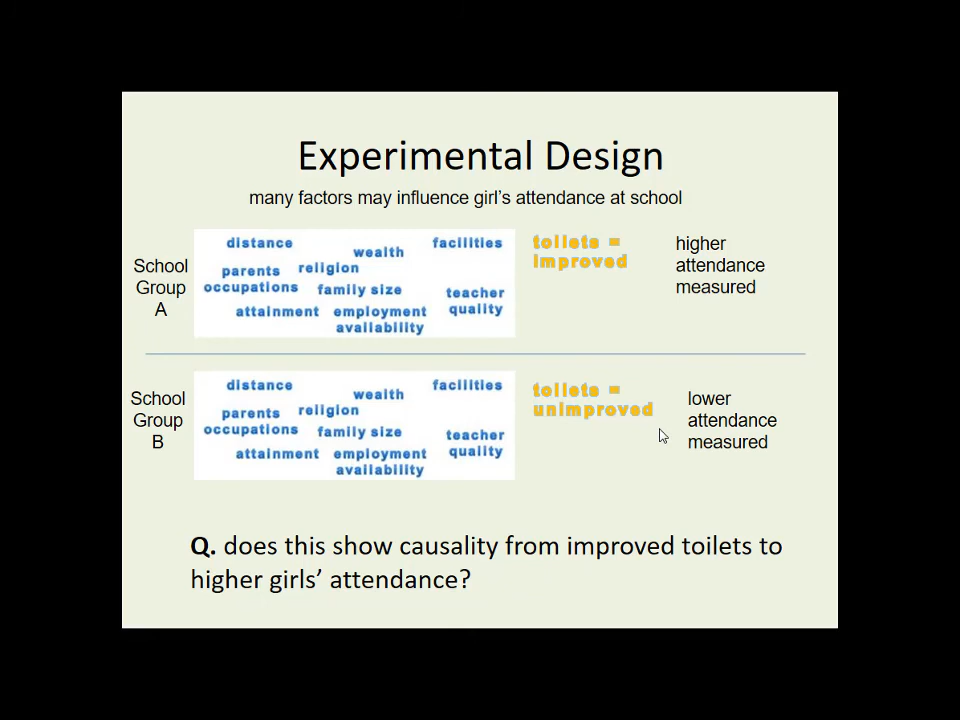 Experimental Design
many factors may influence girl's attendance at school
School
Group
A
distance
wealth
facilities
parents religion
occupations family size
teacher
quality
attainment employment
availability
toilets =
improved
higher
attendance
measured
School
Group
B
distance
wealth
facilities
parents religion
occupations family size
teacher
quality
attainment employment
availability
toilets =
unimproved
lower
attendance
measured
Q. does this show causality from improved toilets to
higher girls' attendance?